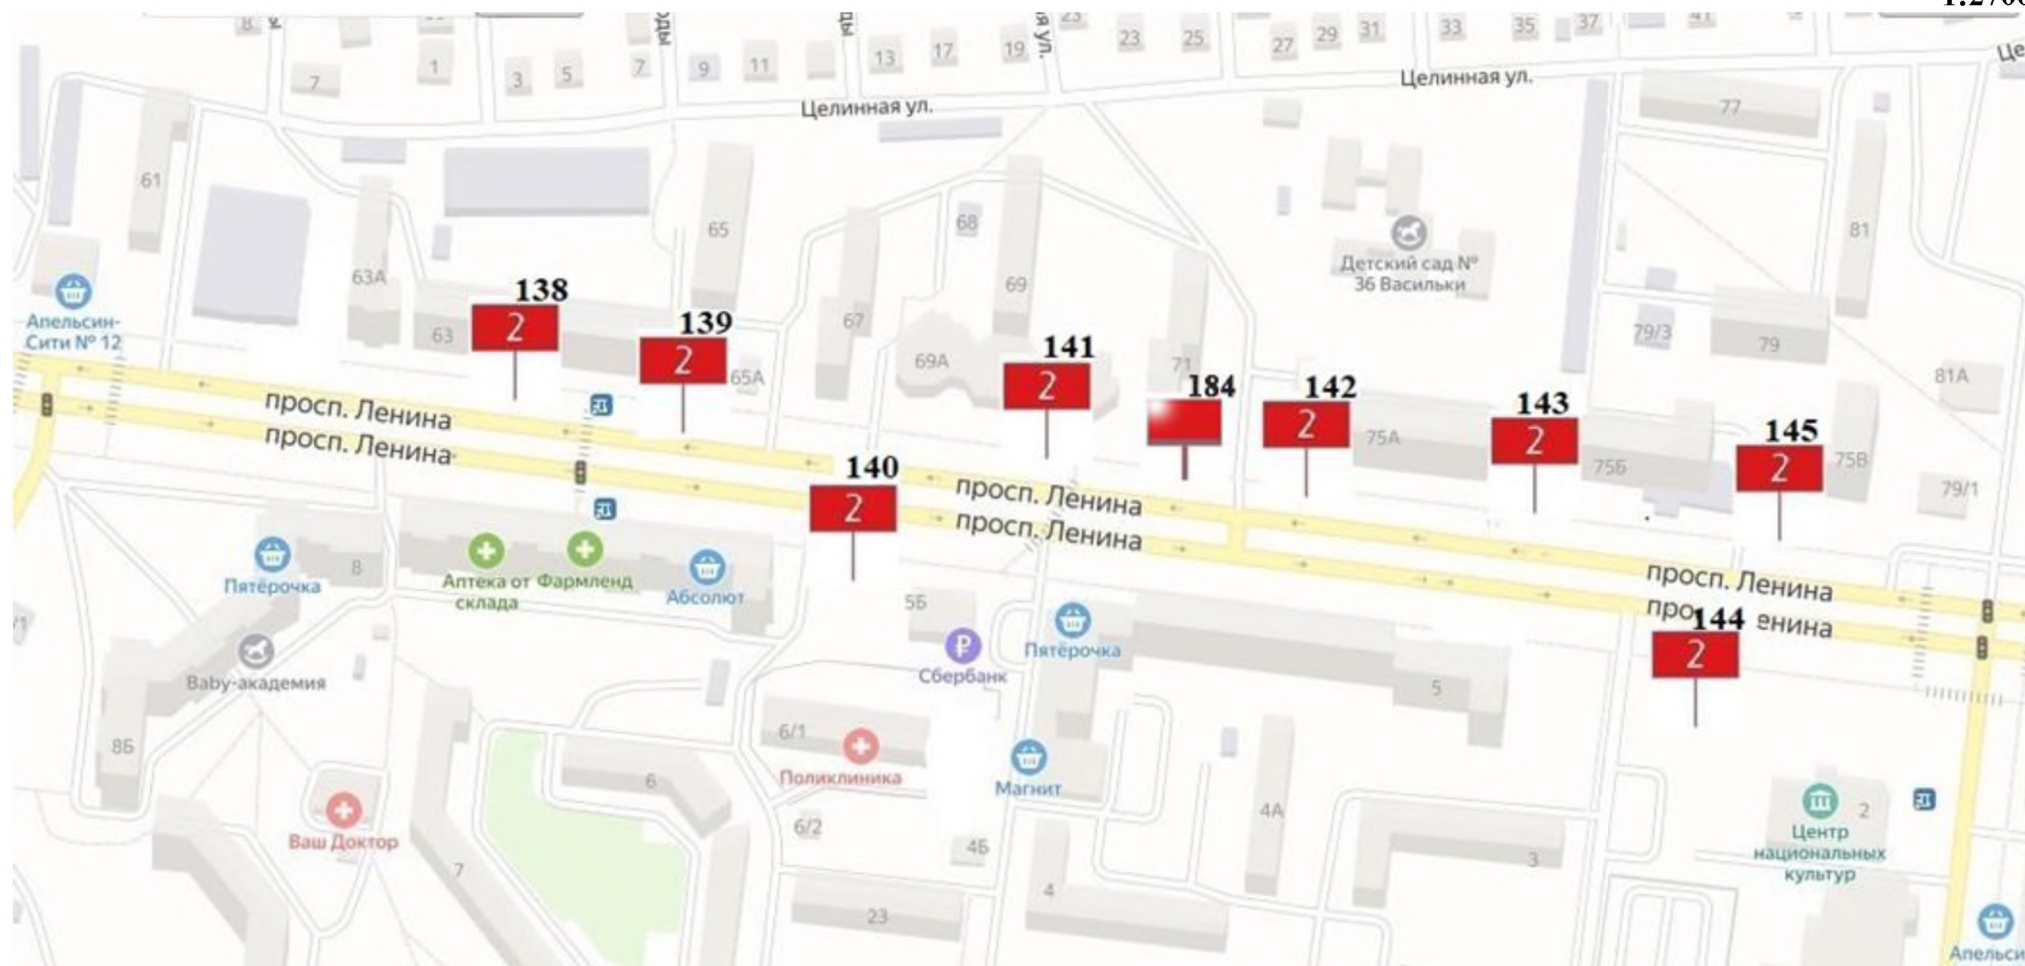 8
7
1
3
5
7
9
11
13
17
19
23
23
25
27
29
31
33
35
37
41
Целинная ул.
Целинная ул.
77
61
65
68
81
63А
69
Детский сад №
36 Васильки
Апельсин-
Сити № 12
63
138
2
139
2
65А
67
69А
141
2
71
184
142
2
75А
143
2
75Б
79/3
79
81А
145
2
75В
79/1
просп. Ленина
просп. Ленина
140
2
просп. Ленина
просп. Ленина
просп. Ленина
144
2
Пятёрочка
8
Аптека от
склада
Фармленд
Абсолют
5Б
Сбербанк
Пятёрочка
5
Baby-академия
8Б
6/1
Поликлиника
6
Магнит
6/2
4Б
4А
3
Ваш Доктор
7
23
4
2
Центр
национальных
культур